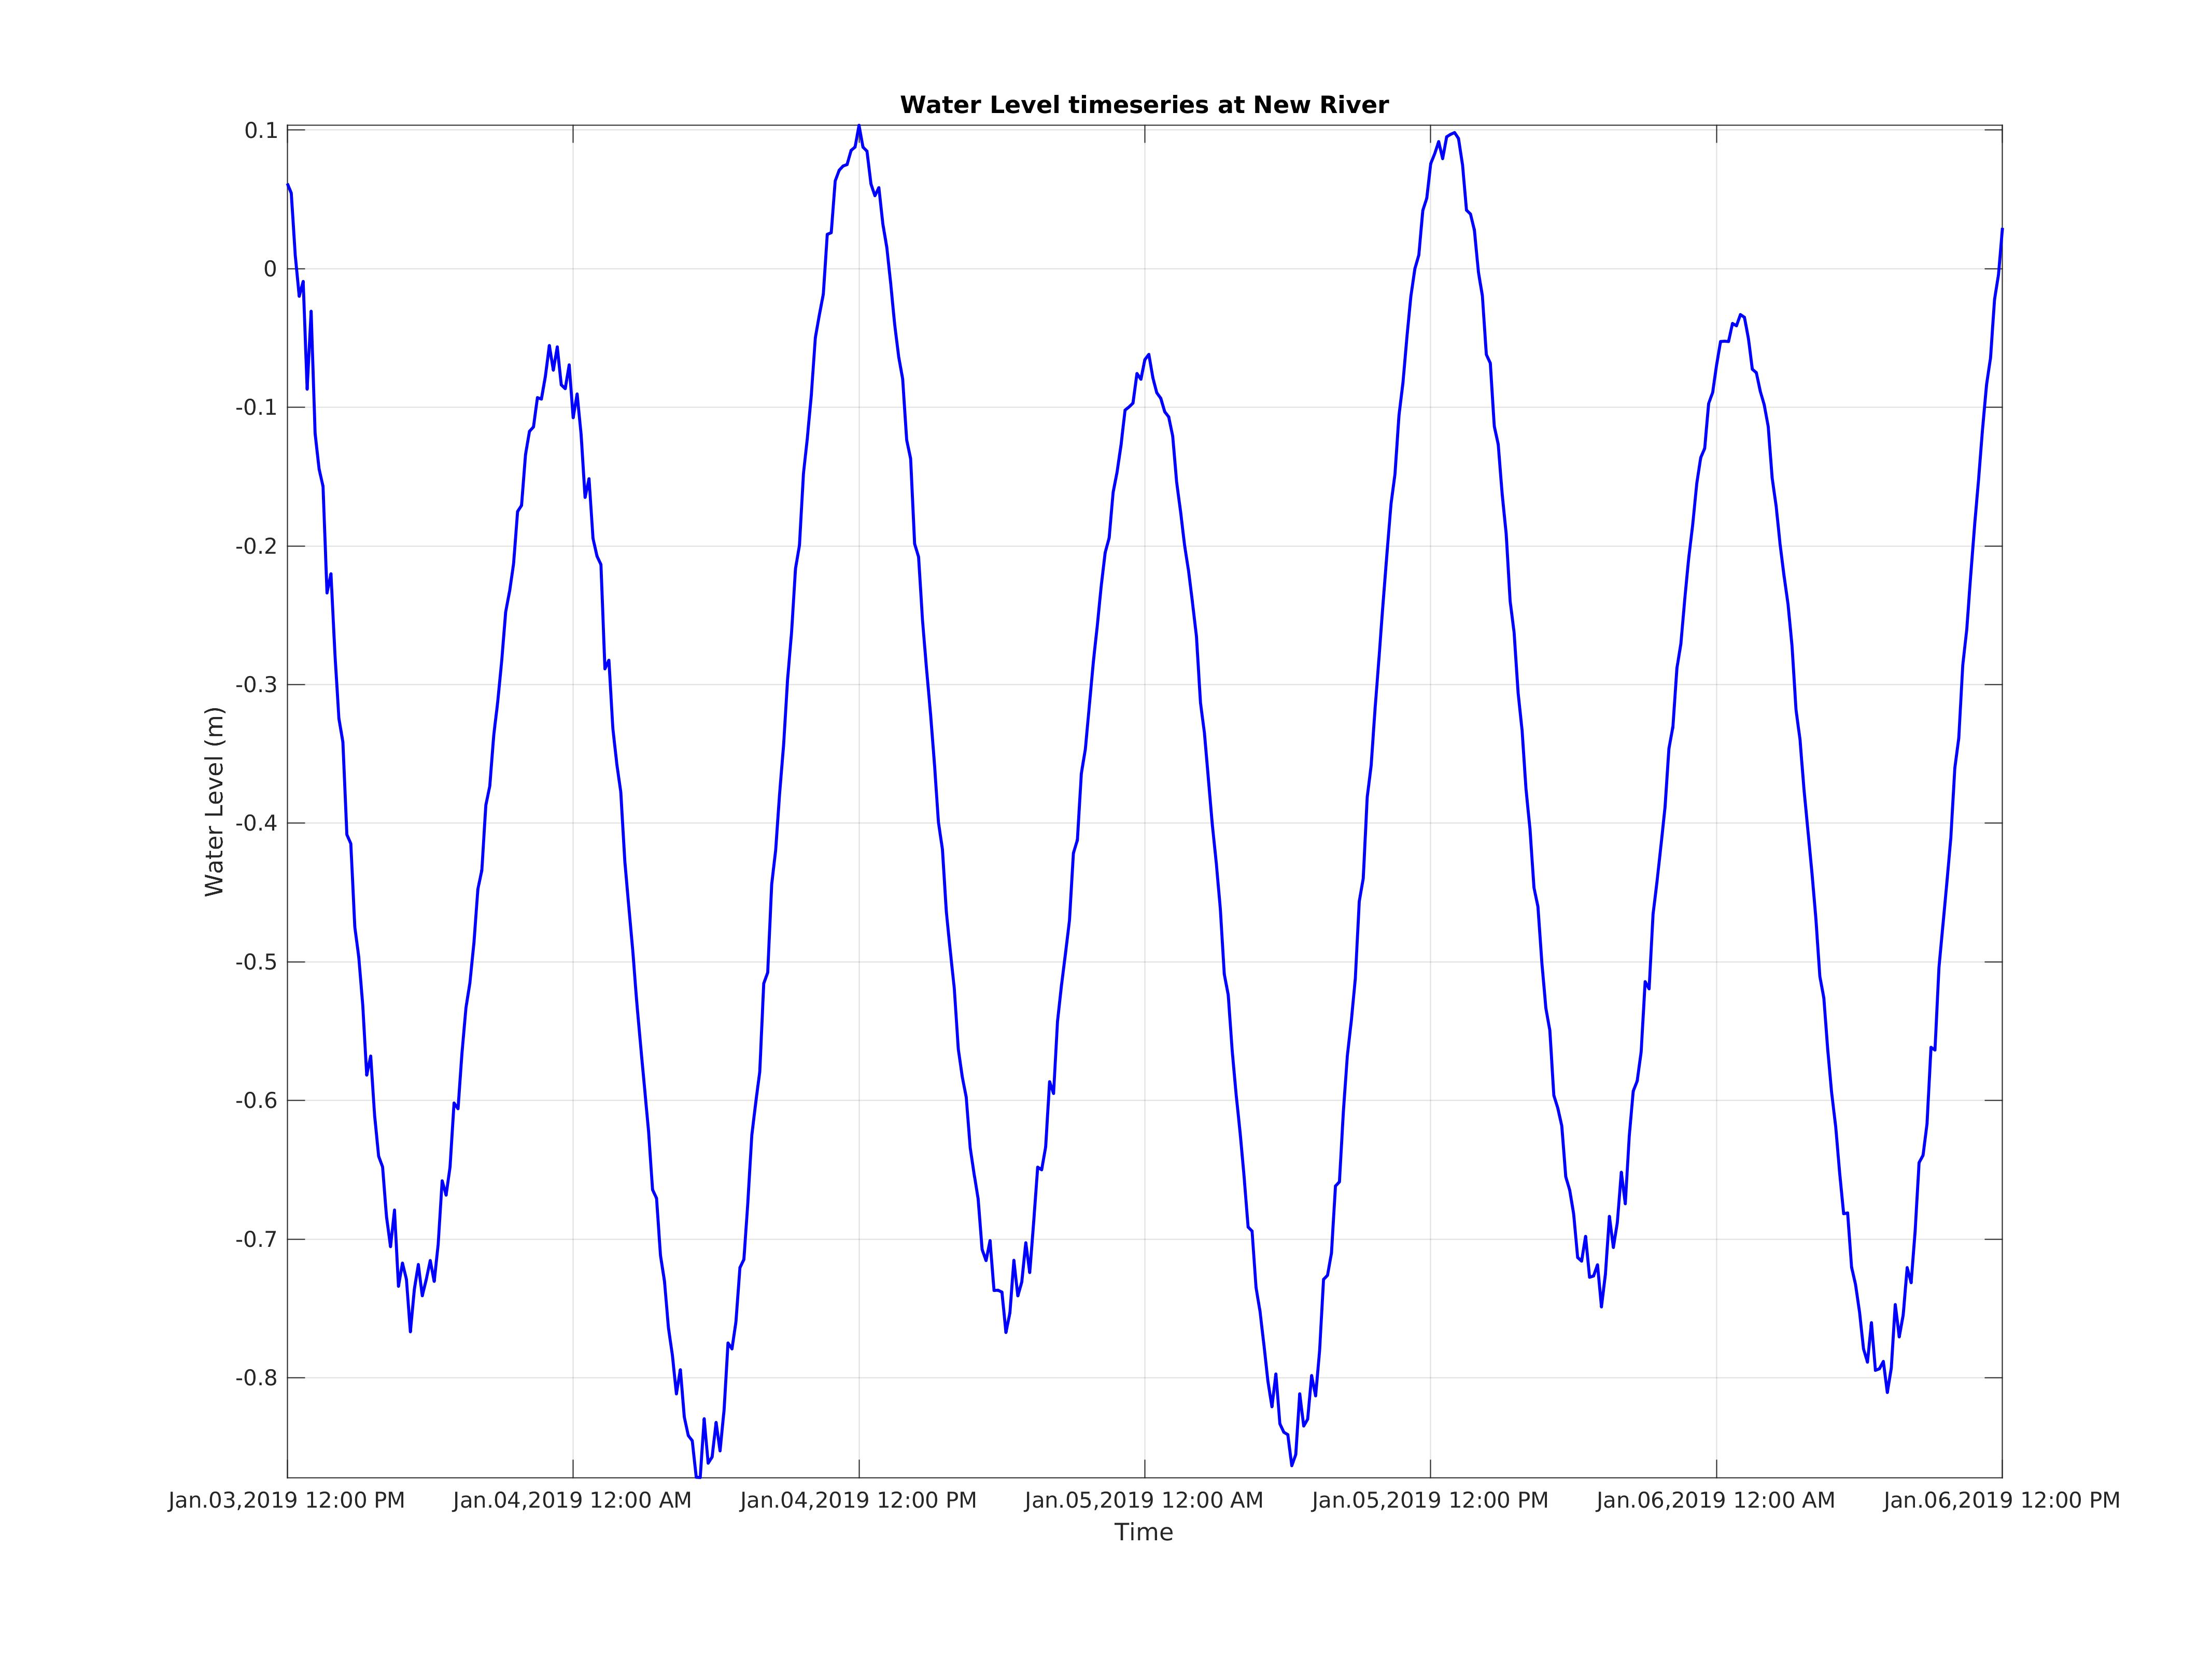 Water Level timeseries at New River
0.1
0
-0.1
-0.2
-0.3
-0.4
-0.5
-0.6
-0.7
-0.8
Water Level (m)
Jan.03,2019 12:00 PM Jan.04,2019 12:00 AM Jan.04,2019 12:00 PM Jan.05,2019 12:00 AM Jan.05,2019 12:00 PM Jan.06,2019 12:00 AM Jan.06,2019 12:00 PM
Time